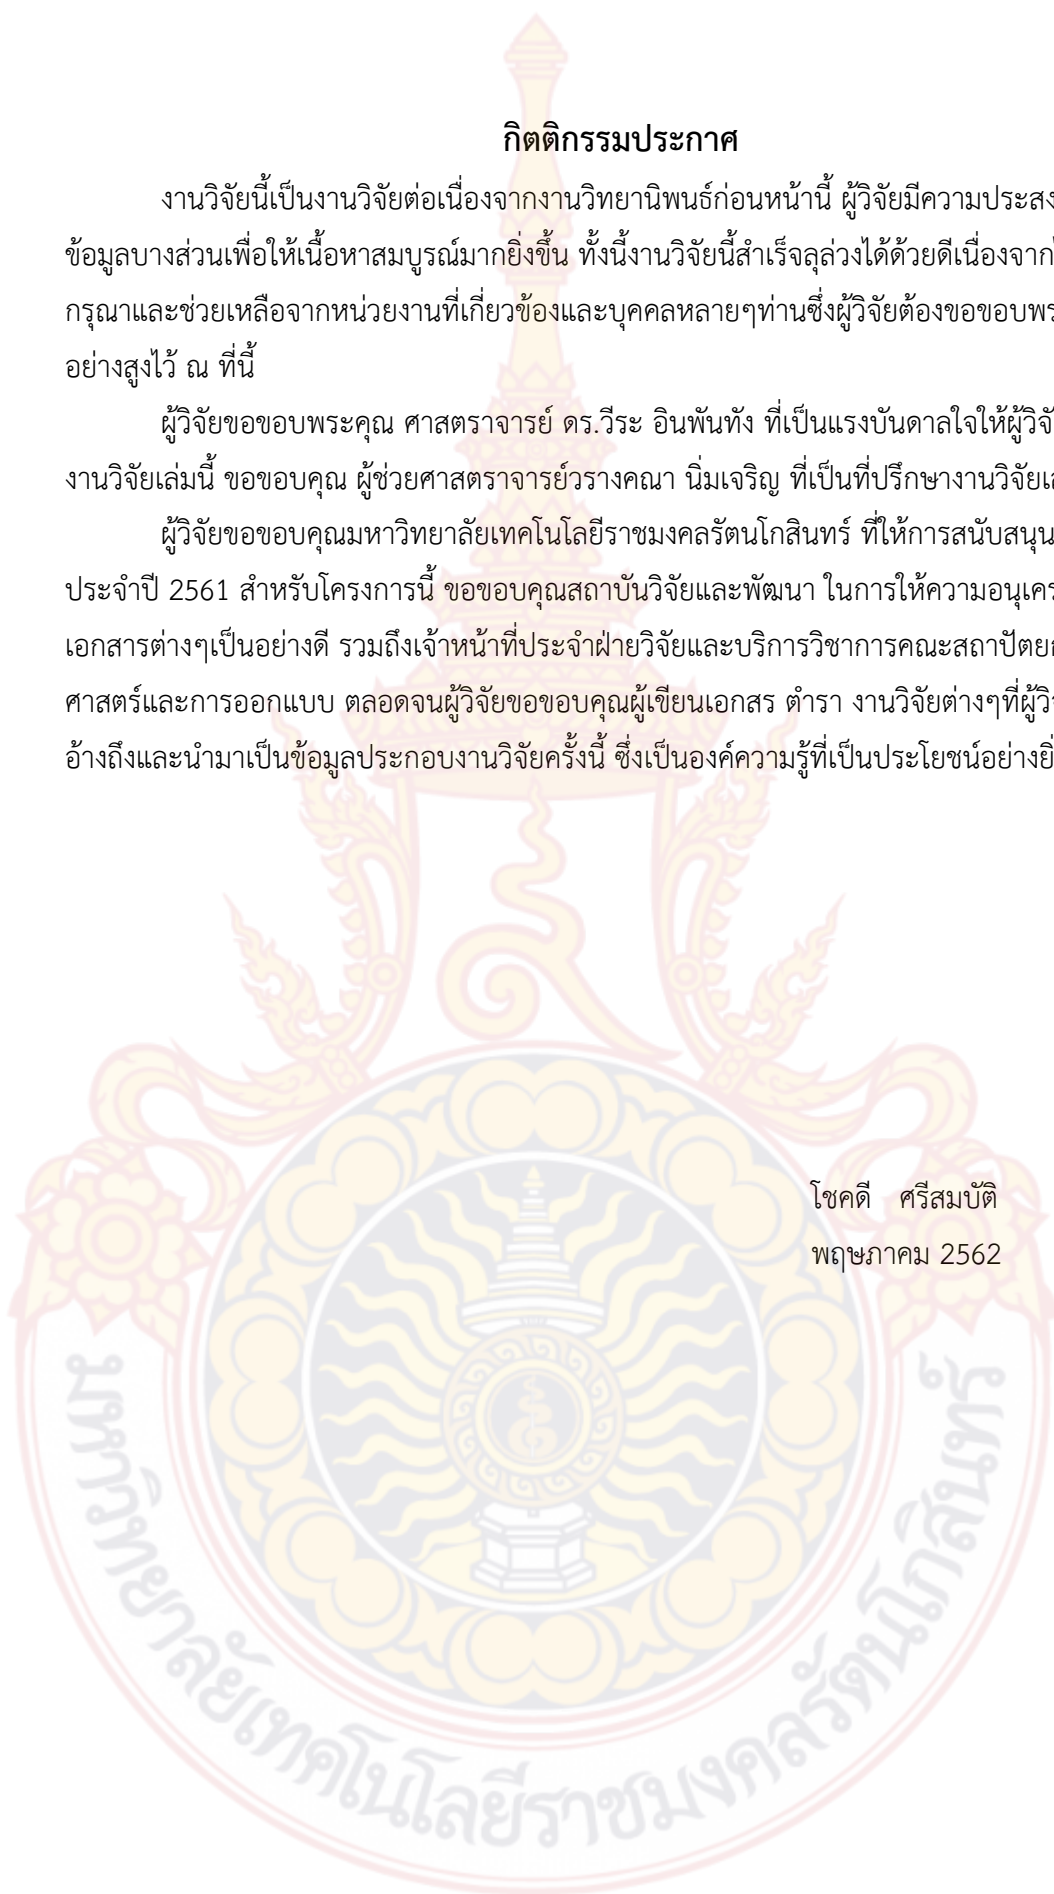 กิตติกรรมประกาศ
งานวิจัยนี้เป็นงานวิจัยต่อเนื่องจากงานวิทยานิพนธ์ก่อนหน้านี้ ผู้วิจัยมีความประสง
ข้อมูลบางส่วนเพื่อให้เนื้อหาสมบูรณ์มากยิ่งขึ้น ทั้งนี้งานวิจัยนี้สำเร็จลุล่วงได้ด้วยดีเนื่องจาก
กรุณาและช่วยเหลือจากหน่วยงานที่เกี่ยวข้องและบุคคลหลายๆท่านซึ่งผู้วิจัยต้องขอขอบพร
อย่างสูงไว้ ณ ที่นี้
ผู้วิจัยขอขอบพระคุณ ศาสตราจารย์ ดร.วีระ อินพันทัง ที่เป็นแรงบันดาลใจให้ผู้วิจั
งานวิจัยเล่มนี้ ขอขอบคุณ ผู้ช่วยศาสตราจารย์วรางคณา นิ่มเจริญ ที่เป็นที่ปรึกษางานวิจัยเ
ผู้วิจัยขอขอบคุณมหาวิทยาลัยเทคโนโลยีราชมงคลรัตนโกสินทร์ ที่ให้การสนับสนุน
ประจำปี 2561 สำหรับโครงการนี้ ขอขอบคุณสถาบันวิจัยและพัฒนา ในการให้ความอนุเคร
เอกสารต่างๆเป็นอย่างดี รวมถึงเจ้าหน้าที่ประจำฝ่ายวิจัยและบริการวิชาการคณะสถาปัตย
ศาสตร์และการออกแบบ ตลอดจนผู้วิจัยขอขอบคุณผู้เขียนเอกสร ตำรา งานวิจัยต่างๆที่ผู้วิ
อ้างถึงและนำมาเป็นข้อมูลประกอบงานวิจัยครั้งนี้ ซึ่งเป็นองค์ความรู้ที่เป็นประโยชน์อย่างยิ่
โชคดี ศรีสมบัติ
พฤษภาคม 2562
มหาวิทยาลัยเทคโนโลยีราชมงคลรัตนโกสินทร์